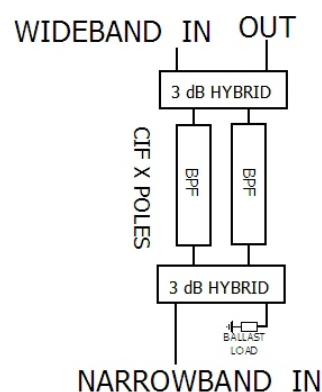 WIDEBAND IN OUT
3 dB HYBRID
CIF X POLES
BPF
BPF
3 dB HYBRID
BALLAST
LOAD
NARROWBAND IN